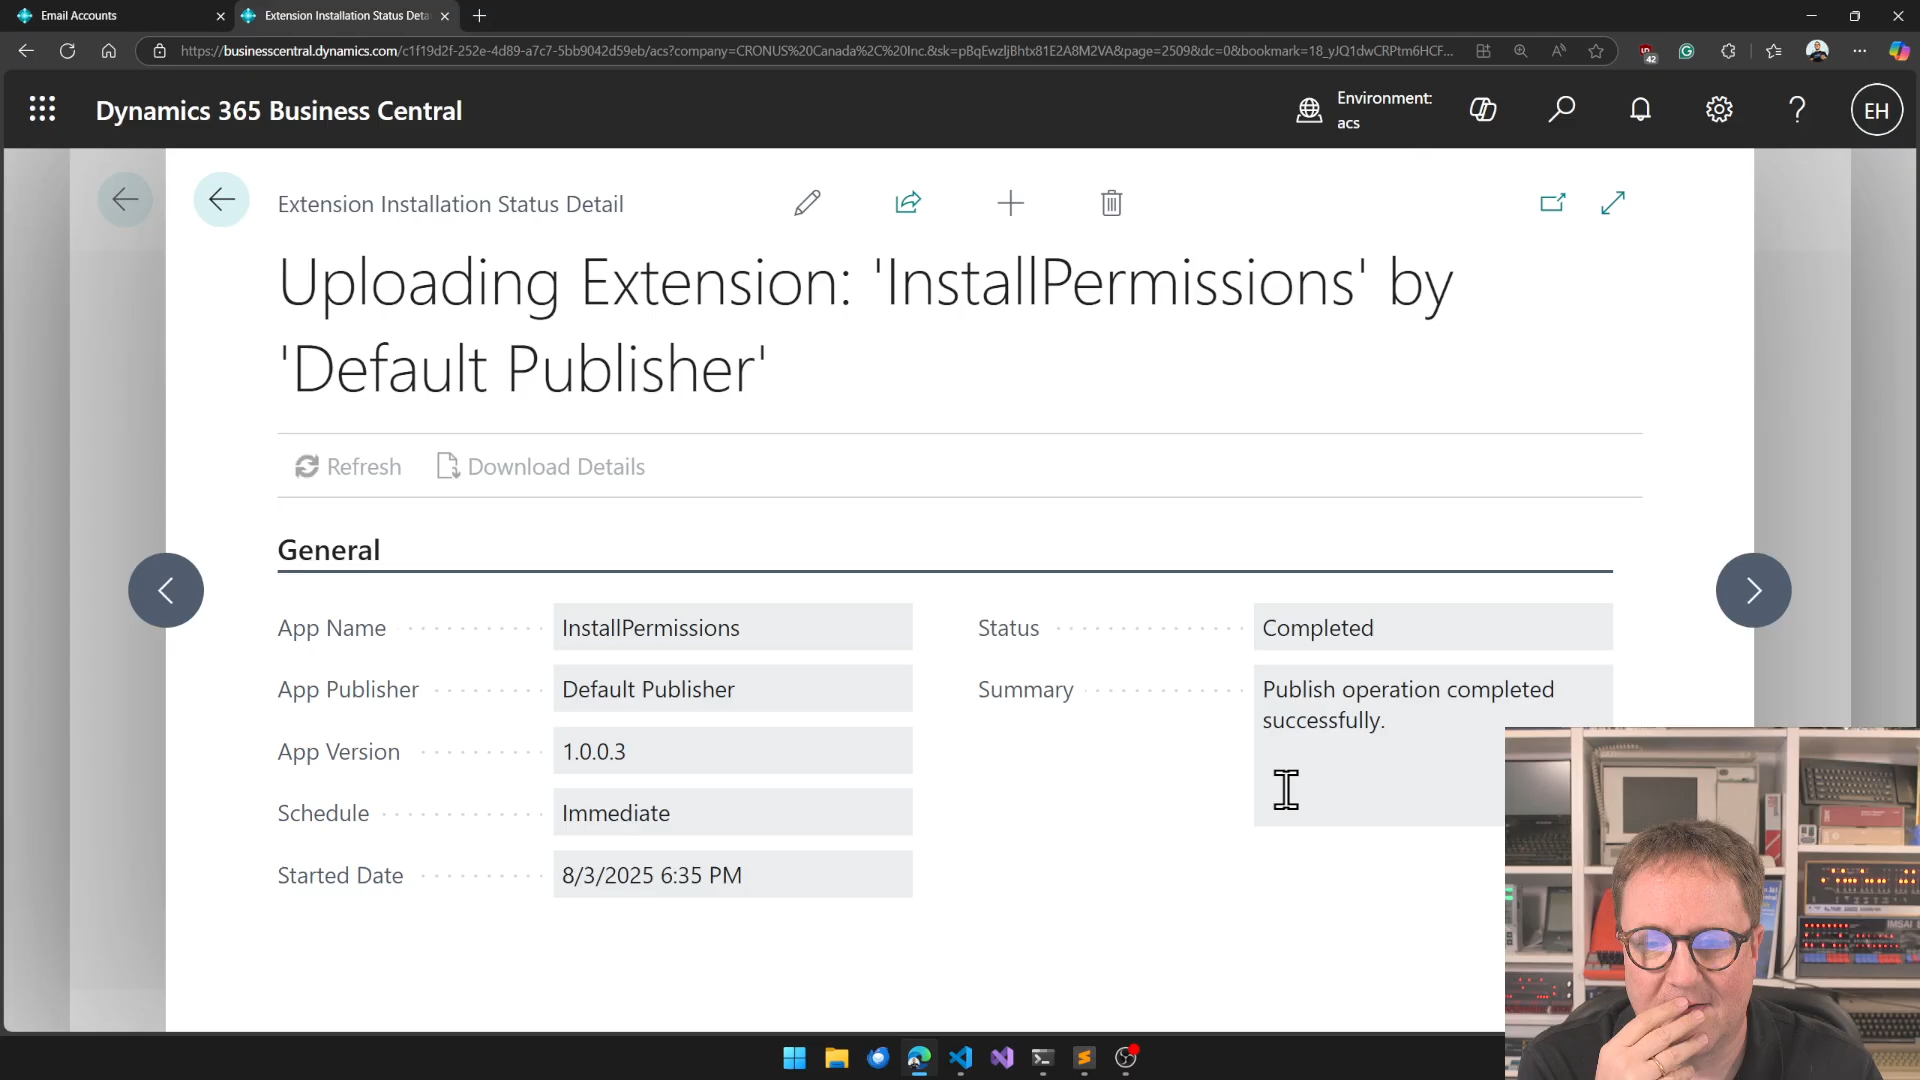 Email Accounts
Extension Installation Status Deta
https://businesscentral.dynamics.com/c1f19d2f-252e-4d89-a7c7-5bb9042d59eb/acs?company=CRONUS%20Canada%2C%20Inc.&sk=pBqEwzIjBhtx81E2A8M2VA&page=2509&dc=0&bookmark=18_yJQ1dwCRPtm6HCF...
42
Dynamics 365 Business Central
Environment:
acs
EH
Extension Installation Status Detail
Uploading Extension: 'InstallPermissions' by
'Default Publisher'
Refresh
Download Details
General
App Name
InstallPermissions
Status
Completed
App Publisher
Default Publisher
Summary
Publish operation completed
successfully.
App Version
1.0.0.3
Schedule
Immediate
Started Date
8/3/2025 6:35 PM
IMSAI